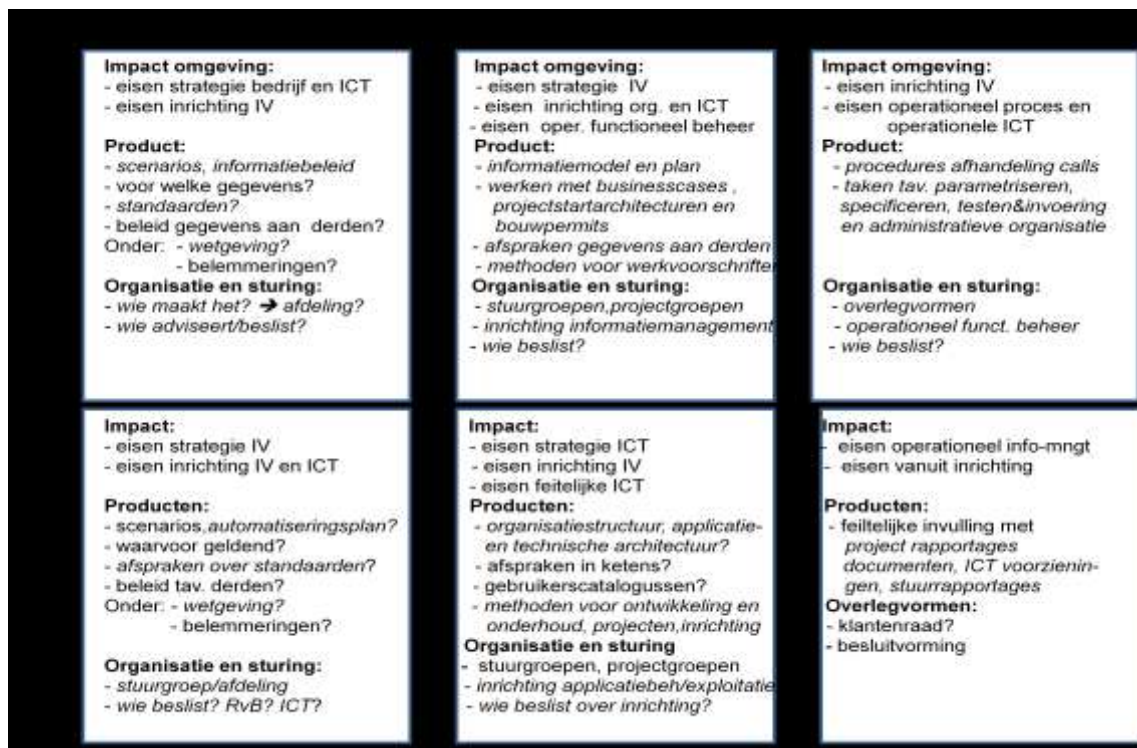 Impact omgeving:
- eisen strategie bedrijf en ICT
- eisen inrichting IV
Product:
- scenarios, informatiebeleid
- voor welke gegevens?
- standaarden?
- beleid gegevens aan derden?
Onder: - wetgeving?
- belemmeringen?
Organisatie en sturing:
- wie maakt het? ➔ afdeling?
- wie adviseert/beslist?
Impact omgeving:
- eisen strategie IV
- eisen inrichting org. en ICT
- eisen oper. functioneel beheer
Product:
- informatiemodel en plan
- werken met businesscases ,
projectstartarchitecturen en
bouwpermits
- afspraken gegevens aan derden
- methoden voor werkvoorschrifte
Organisatie en sturing:
- stuurgroepen,projectgroepen
- inrichting informatiemanagement
- wie beslist?
Impact omgeving:
- eisen inrichting IV
- eisen operationeel proces en
operationele ICT
Product:
- procedures afhandeling calls
- taken tav. parametriseren,
specificeren, testen&invoering
en administratieve organisatie
Organisatie en sturing:
- overlegvormen
- operationeel funct. beheer
- wie beslist?
Impact:
- eisen strategie IV
- eisen inrichting IV en ICT
Producten:
- scenarios,automatiseringsplan?
- waarvoor geldend?
- afspraken over standaarden?
- beleid tav. derden?
Onder: - wetgeving?
- belemmeringen?
Organisatie en sturing:
- stuurgroep/afdeling
- wie beslist? RvB? ICT?
Impact:
- eisen strategie ICT
- eisen inrichting IV
- eisen feitelijke ICT
Producten:
- organisatiestructuur, applicatie-
en technische architectuur?
- afspraken in ketens?
- gebruikerscatalogussen?
- methoden voor ontwikkeling en
onderhoud, projecten,inrichting
Organisatie en sturing
- stuurgroepen, projectgroepen
- inrichting applicatiebeh/exploitatie
- wie beslist over inrichting?
Impact:
- eisen operationeel info-mngt
- eisen vanuit inrichting
Producten:
- feiltelijke invulling met
project rapportages
documenten, ICT voorzienin-
gen, stuurrapportages
Overlegvormen:
- klantenraad?
- besluitvorming